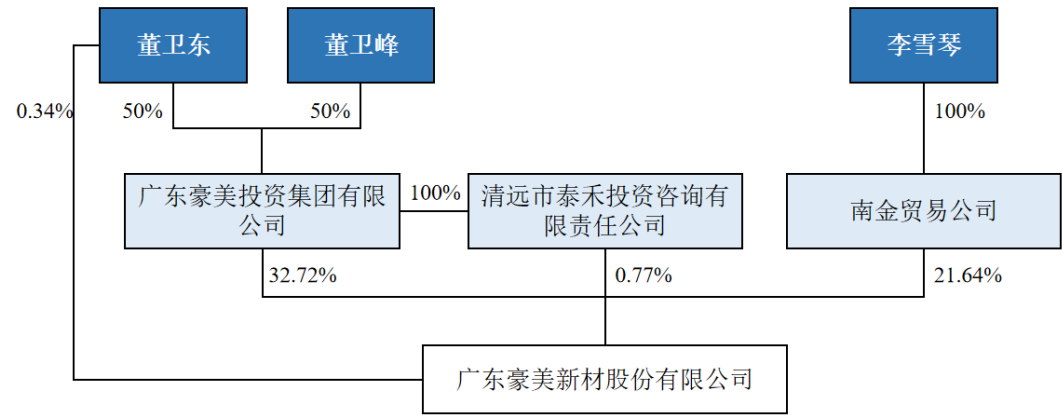 董卫东
董卫峰
李雪琴
0.34%
50%
50%
100%
广东豪美投资集团有限
公司
100%
清远市泰禾投资咨询有
限责任公司
南金贸易公司
32.72%
0.77%
21.64%
广东豪美新材股份有限公司